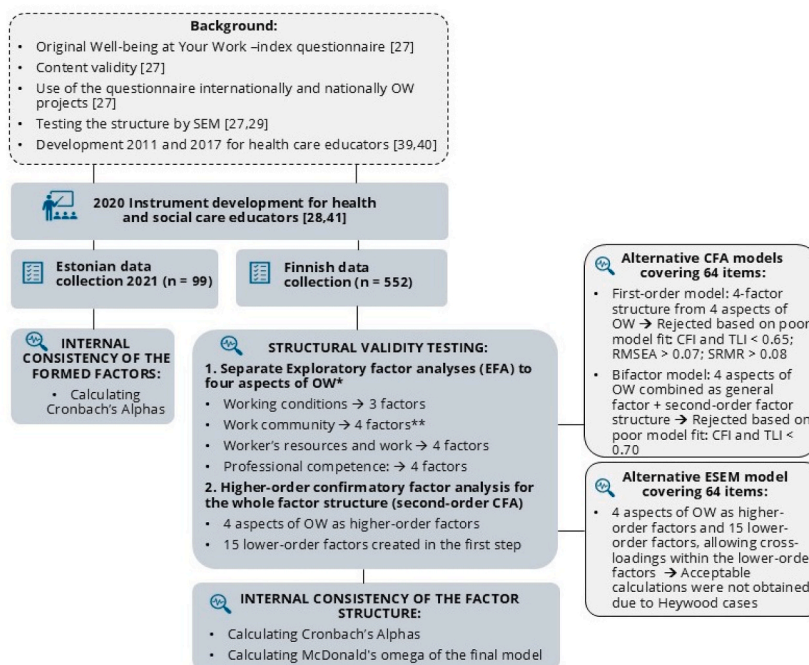 Background:
• Original Well-being at Your Work –index questionnaire [27]
• Content validity [27]
• Use of the questionnaire internationally and nationally OW
projects [27]
• Testing the structure by SEM [27,29]
• Development 2011 and 2017 for health care educators [39,40]
2020 Instrument development for health
and social care educators [28,41]
Estonian data
collection 2021 (n = 99)
Finnish data
collection (n = 552)
INTERNAL
CONSISTENCY OF THE
FORMED FACTORS:
• Calculating
Cronbach's Alphas
STRUCTURAL VALIDITY TESTING:
1. Separate Exploratory factor analyses (EFA) to
four aspects of OW*
• Working conditions → 3 factors
• Work community → 4 factors**
• Worker's resources and work → 4 factors
• Professional competence: → 4 factors
2. Higher-order confirmatory factor analysis for
the whole factor structure (second-order CFA)
• 4 aspects of OW as higher-order factors
• 15 lower-order factors created in the first step
Alternative CFA models
covering 64 items:
• First-order model: 4-factor
structure from 4 aspects of
OW → Rejected based on poor
model fit: CFI and TLI < 0.65;
RMSEA > 0.07; SRMR > 0.08
• Bifactor model: 4 aspects of
OW combined as general
factor + second-order factor
structure → Rejected based on
poor model fit: CFI and TLI <
0.70
Alternative ESEM model
covering 64 items:
• 4 aspects of OW as higher-
order factors and 15 lower-
order factors, allowing cross-
loadings within the lower-orde
factors → Acceptable
calculations were not obtained
due to Heywood cases
INTERNAL CONSISTENCY OF THE FACTOR
STRUCTURE:
• Calculating Cronbach's Alphas
• Calculating McDonald's omega of the final model